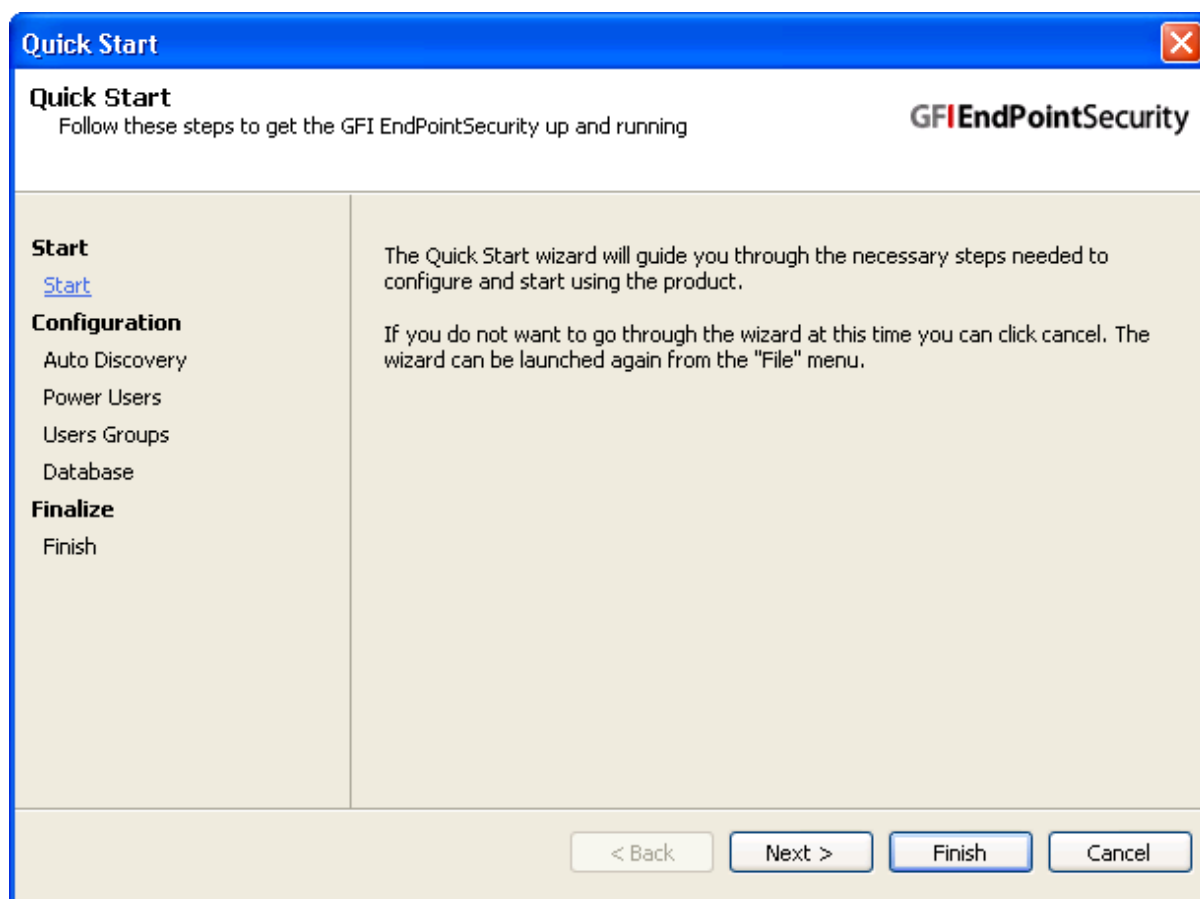 Quick Start
Quick Start
Follow these steps to get the GFI EndPointSecurity up and running
GFI EndPointSecurity
Start
Start
Configuration
Auto Discovery
Power Users
Users Groups
Database
Finalize
Finish
The Quick Start wizard will guide you through the necessary steps needed to
configure and start using the product.
If you do not want to go through the wizard at this time you can click cancel. The
wizard can be launched again from the "File" menu.
< Back
Next >
Finish
Cancel